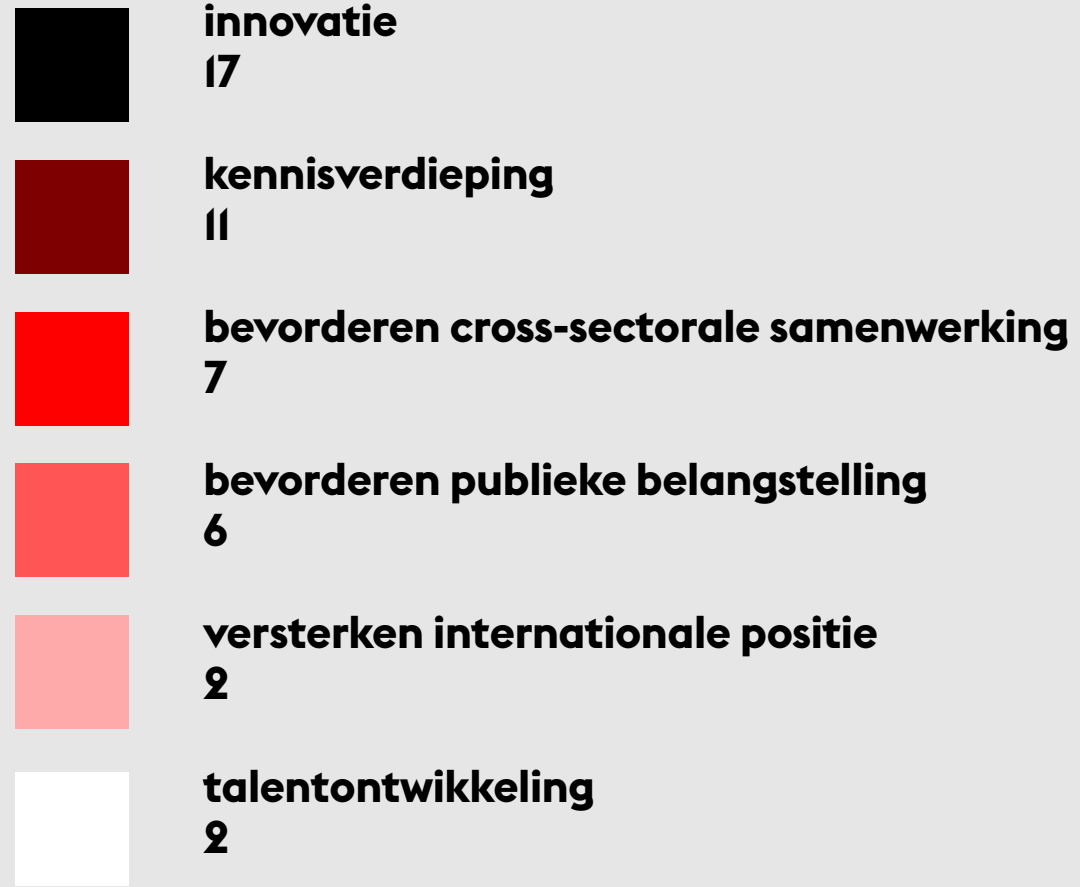 innovatie
17
kennisverdieping
11
bevorderen cross-sectorale samenwerking
7
bevorderen publieke belangstelling
6
versterken internationale positie
2
talentontwikkeling
2